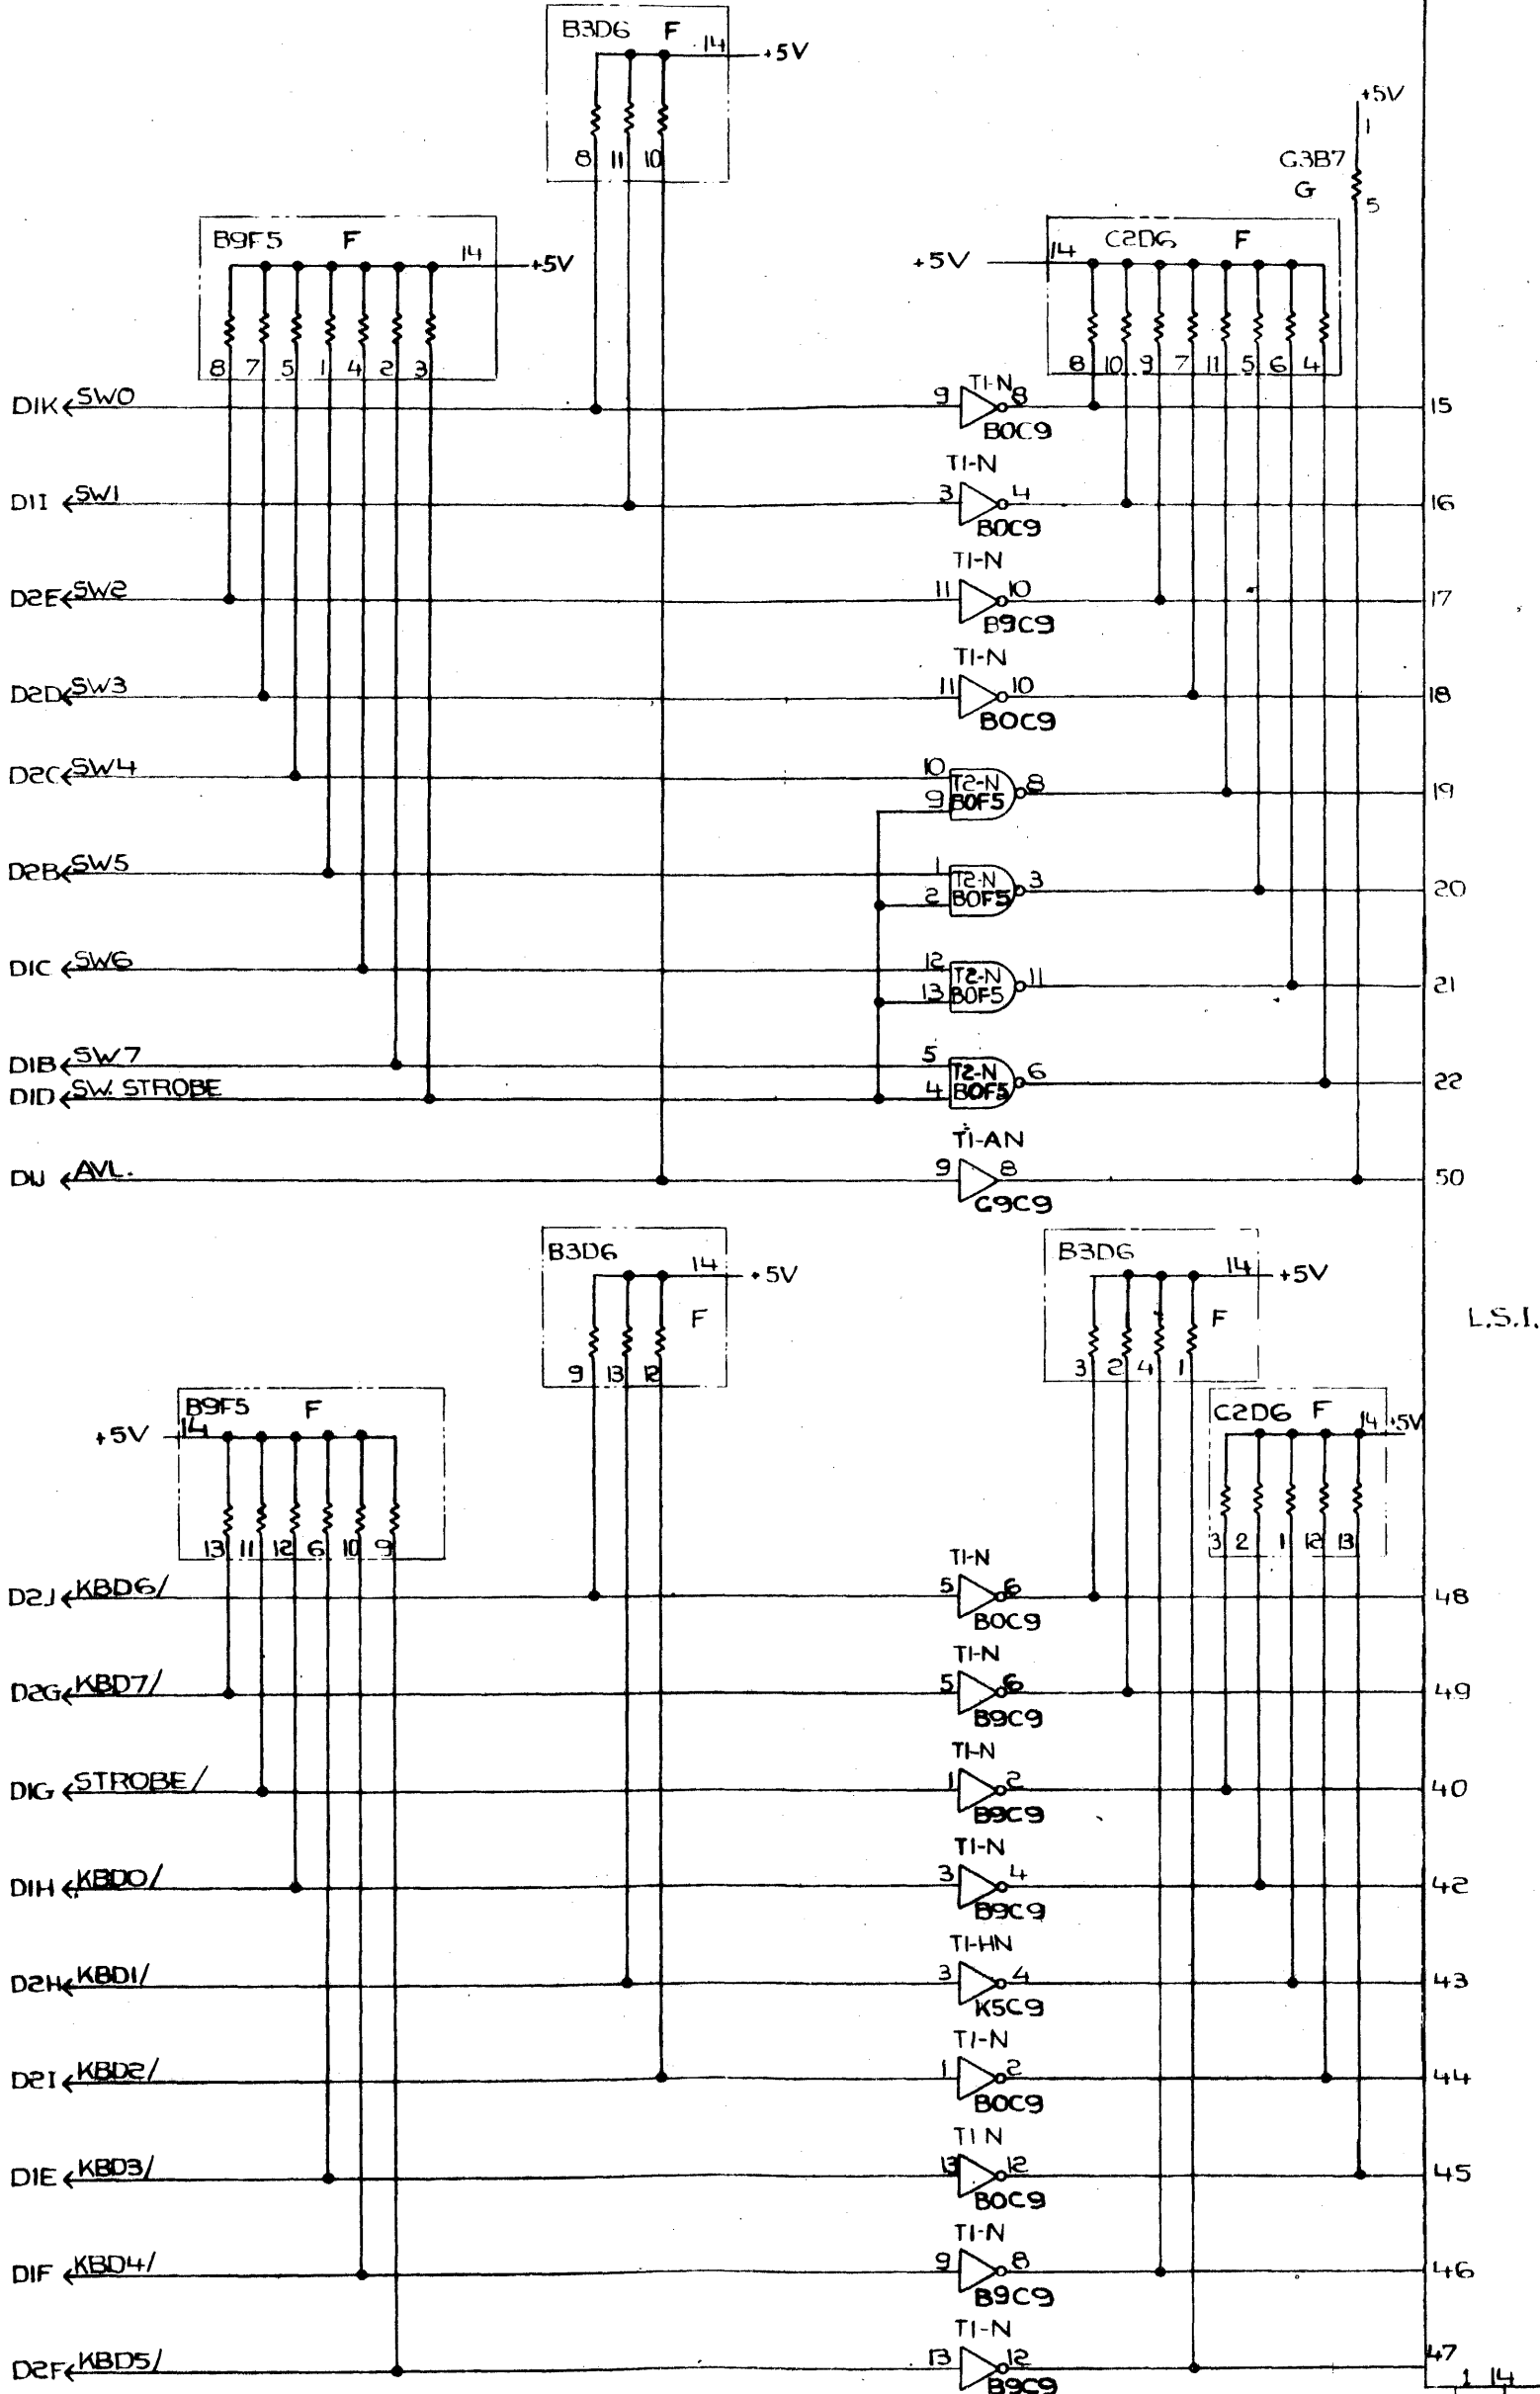 B3D6 F 14 +5V
8 11 10
+5V
1
G3B7
G
5
B9F5 F 14 +5V
8 7 5 1 4 2 3
+5V 14 C2D6 F
8 10 9 7 11 5 6 4
D1K SW0 9 T1-N 8 B0C9 15
D1I SW1 3 T1-N 4 B0C9 16
D2E SW2 11 T1-N 10 B9C9 17
D2D SW3 11 T1-N 10 B0C9 18
D2C SW4 10 9 T2-N B0F5 8 19
D2B SW5 1 2 T2-N B0F5 3 20
D1C SW6 12 13 T2-N B0F5 11 21
D1B SW7 5 T2-N B0F5 6 22
D1D SW. STROBE 4
D1J AVL. 9 T1-AN 8 G9C9 50
B3D6 14 +5V
F
9 13 12
B3D6 14 +5V
F
3 2 4 1
L.S.I.
+5V 14 B9F5 F
13 11 12 6 10 9
C2D6 F 14 +5V
3 2 1 12 13
D2J KBD6/ 5 T1-N 6 B0C9 48
D2G KBD7/ 5 T1-N 6 B9C9 49
D1G STROBE/ 1 T1-N 2 B9C9 40
D1H KBD0/ 3 T1-N 4 B9C9 42
D2H KBD1/ 3 T1-HN 4 K5C9 43
D2I KBD2/ 1 T1-N 2 B0C9 44
D1E KBD3/ 13 T1 N 12 B0C9 45
D1F KBD4/ 9 T1-N 8 B9C9 46
D2F KBD5/ 13 T1-N 12 B9C9 47
1 14